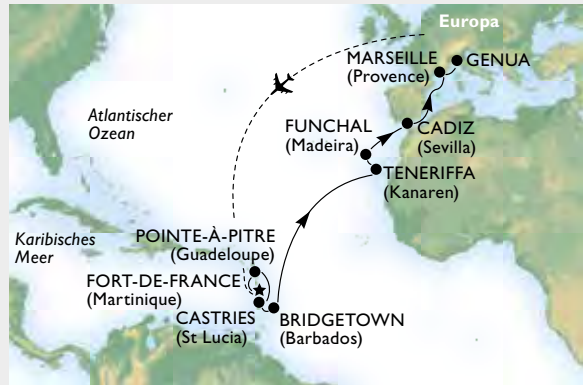 Europa
MARSEILLE
(Provence)
GENUA
Atlantischer
Ozean
FUNCHAL
(Madeira)
CADIZ
(Sevilla)
TENERIFFA
(Kanaren)
Karibisches
Meer
POINTE-À-PITRE
(Guadeloupe)
FORT-DE-FRANCE
(Martinique)
CASTRIES
(St Lucia)
BRIDGETOWN
(Barbados)